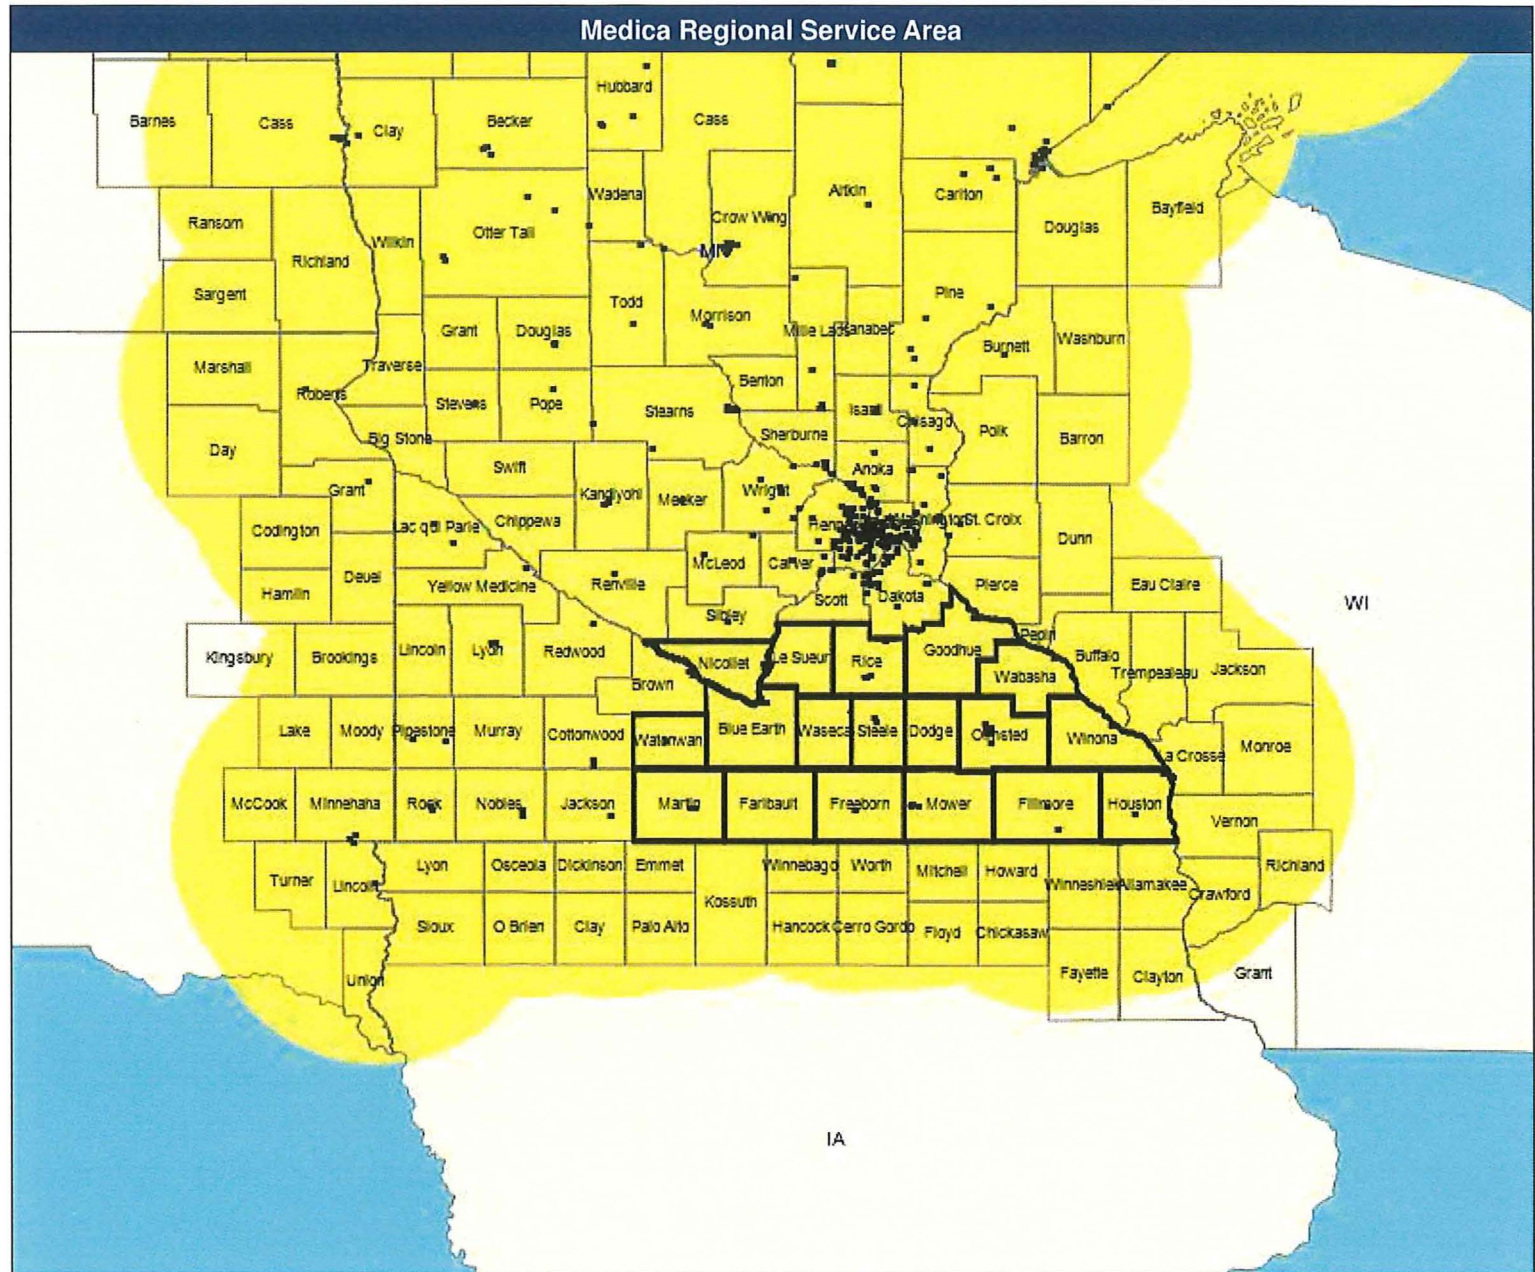 Medica Regional Service Area
Hubbard
Barnes
Cass
Clay
Becker
Cass
Wadena
Aitkin
Carlton
Crow Wing
Bayfield
Ransom
Wilkin
Otter Tail
Douglas
MN
Richland
Sargent
Todd
Pine
Grant
Douglas
Morrison
Mille Lacs
Kanabec
Burnett
Washburn
Marshall
Traverse
Roberts
Benton
Stevens
Pope
Stearns
Isanti
Chisago
Polk
Barron
Big Stone
Sherburne
Day
Swift
Anoka
Grant
Kandiyohi
Meeker
Wright
Codington
Lac qui Parle
Chippewa
Washington
St. Croix
Dunn
Deuel
McLeod
Carver
Hamlin
Yellow Medicine
Renville
Pierce
Eau Claire
Scott
Dakota
WI
Sibley
Pepin
Kingsbury
Brookings
Lincoln
Lyon
Redwood
Nicollet
Le Sueur
Rice
Goodhue
Buffalo
Trempealeau
Jackson
Brown
Wabasha
Lake
Moody
Pipestone
Murray
Cottonwood
Watonwan
Blue Earth
Waseca
Steele
Dodge
Olmsted
Winona
La Crosse
Monroe
McCook
Minnehaha
Rock
Nobles
Jackson
Martin
Faribault
Freeborn
Mower
Fillmore
Houston
Vernon
Turner
Lincoln
Lyon
Osceola
Dickinson
Emmet
Winnebago
Worth
Mitchell
Howard
Richland
Winneshiek
Allamakee
Crawford
Kossuth
Sioux
O Brien
Clay
Palo Alto
Hancock
Cerro Gordo
Floyd
Chickasaw
Union
Fayette
Clayton
Grant
IA